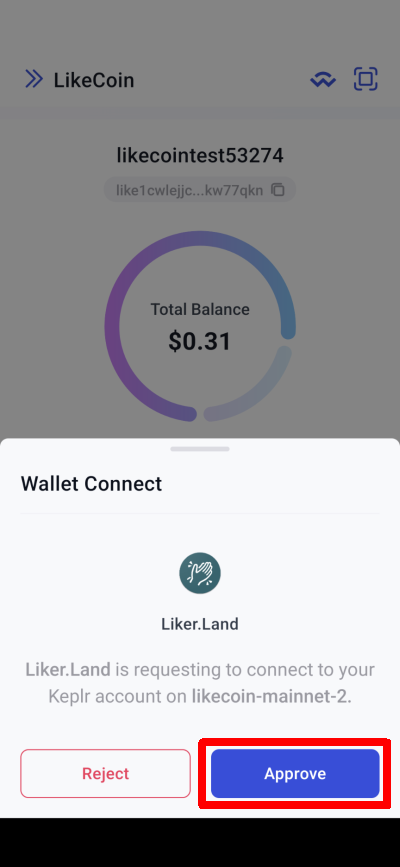 LikeCoin
likecointest53274
like1cwlejjc...kw77qkn
Total Balance
$0.31
Wallet Connect
Liker.Land
Liker.Land is requesting to connect to your
Keplr account on likecoin-mainnet-2.
Reject
Approve